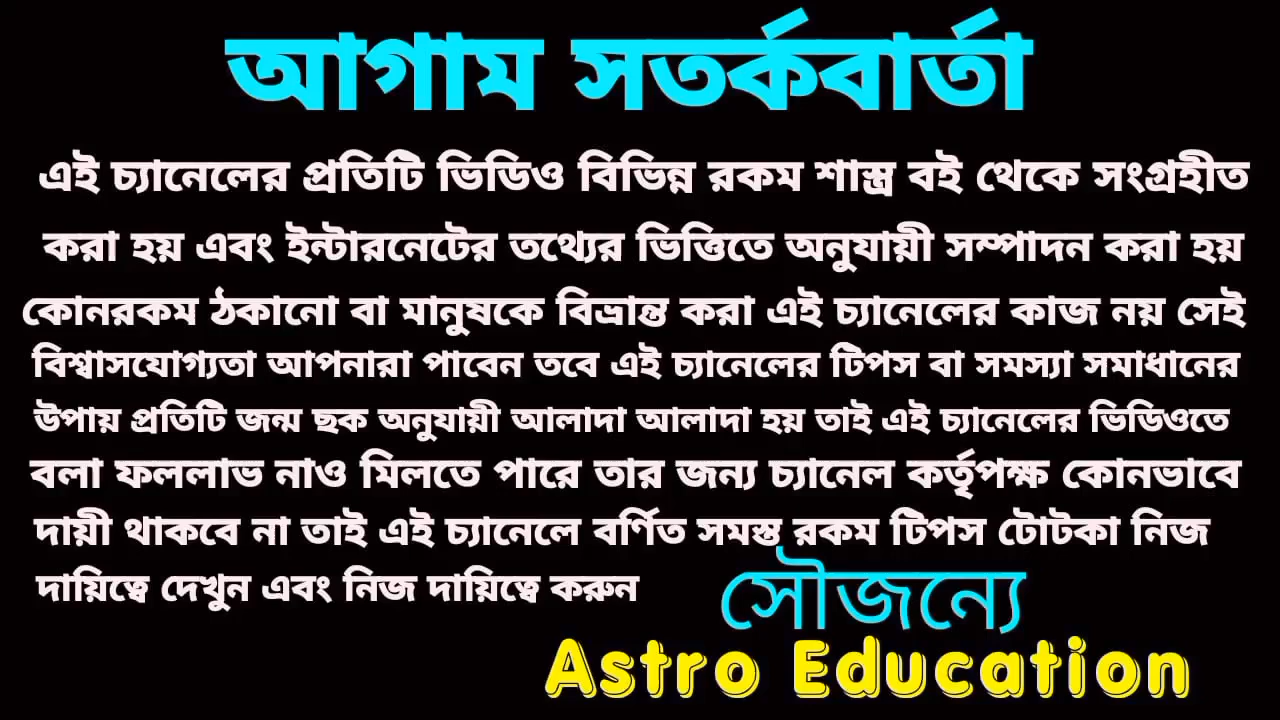 আগাম সতর্কবার্তা
এই চ্যানেলের প্রতিটি ভিডিও বিভিন্ন রকম শাস্ত্র বই থেকে সংগ্রহীত
করা হয় এবং ইন্টারনেটের তথ্যের ভিত্তিতে অনুযায়ী সম্পাদন করা হয়
কোনরকম ঠকানো বা মানুষকে বিভ্রান্ত করা এই চ্যানেলের কাজ নয় সেই
বিশ্বাসযোগ্যতা আপনারা পাবেন তবে এই চ্যানেলের টিপস বা সমস্যা সমাধানের
উপায় প্রতিটি জন্ম ছক অনুযায়ী আলাদা আলাদা হয় তাই এই চ্যানেলের ভিডিওতে
বলা ফললাভ নাও মিলতে পারে তার জন্য চ্যানেল কর্তৃপক্ষ কোনভাবে
দায়ী থাকবে না তাই এই চ্যানেলে বর্ণিত সমস্ত রকম টিপস টোটকা নিজ
দায়িত্বে দেখুন এবং নিজ দায়িত্বে করুন
সৌজন্যে
Astro Education